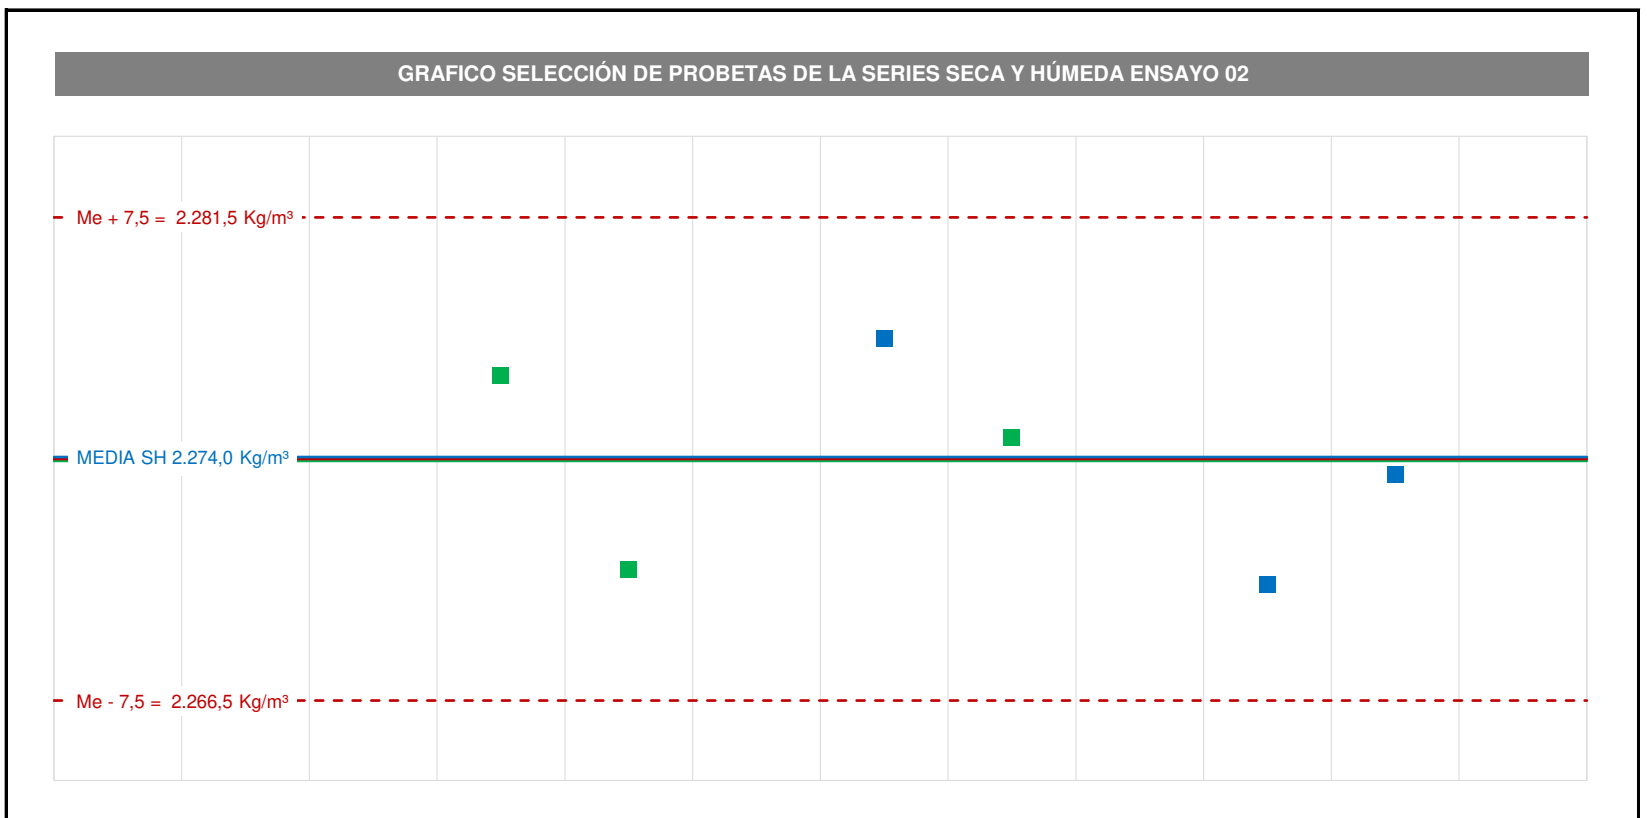 GRAFICO SELECCIÓN DE PROBETAS DE LA SERIES SECA Y HÚMEDA ENSAYO 02
Me + 7,5 = 2.281,5 Kg/m³
MEDIA SH 2.274,0 Kg/m³
Me - 7,5 = 2.266,5 Kg/m³